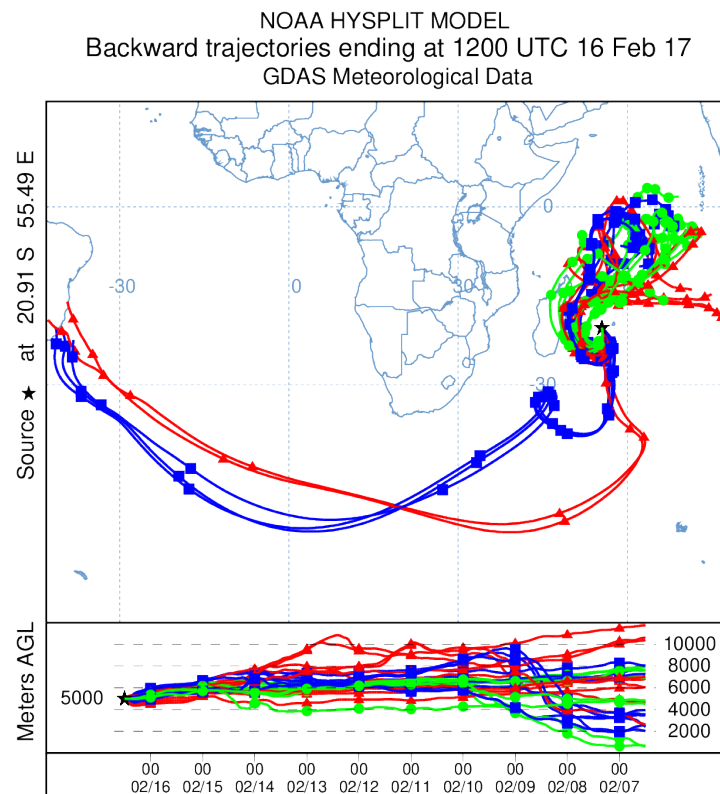 NOAA HYSPLIT MODEL
Backward trajectories ending at 1200 UTC 16 Feb 17
GDAS Meteorological Data
Source ★ at 20.91 S 55.49 E
-30
0
30
0
-30
Meters AGL
5000
10000
8000
6000
4000
2000
00 00 00 00 00 00 00 00 00 00
02/16 02/15 02/14 02/13 02/12 02/11 02/10 02/09 02/08 02/07